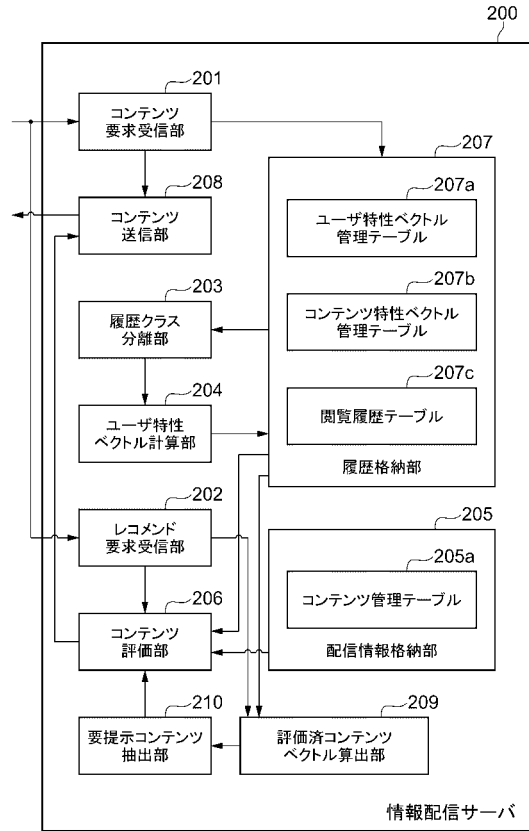 200
201
コンテンツ
要求受信部
207
208
コンテンツ
送信部
207a
ユーザ特性ベクトル
管理テーブル
203
履歴クラス
分離部
207b
コンテンツ特性ベクトル
管理テーブル
204
ユーザ特性
ベクトル計算部
207c
閲覧履歴テーブル
履歴格納部
202
レコメンド
要求受信部
205
205a
コンテンツ管理テーブル
配信情報格納部
206
コンテンツ
評価部
210
要提示コンテンツ
抽出部
209
評価済コンテンツ
ベクトル算出部
情報配信サーバ